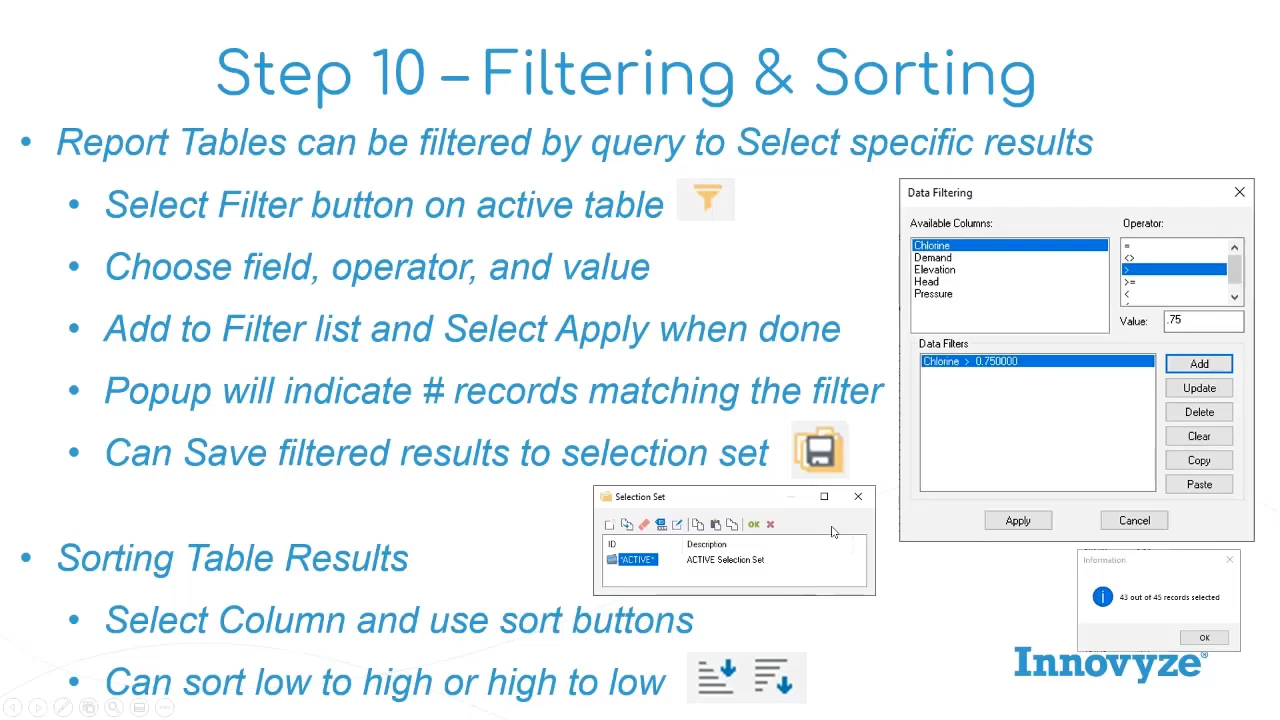 Step 10 – Filtering & Sorting
• Report Tables can be filtered by query to Select specific results
• Select Filter button on active table
• Choose field, operator, and value
• Add to Filter list and Select Apply when done
• Popup will indicate # records matching the filter
• Can Save filtered results to selection set
• Sorting Table Results
• Select Column and use sort buttons
• Can sort low to high or high to low
Data Filtering
Available Columns:
Operator:
Chlorine
Demand
Elevation
Head
Pressure
=
<>
>
>=
<
Value: .75
Data Filters
Chlorine > 0.750000
Add
Update
Delete
Clear
Copy
Paste
Apply
Cancel
Selection Set
OK
ID
Description
*ACTIVE*
ACTIVE Selection Set
Information
43 out of 45 records selected
OK
Innovyze®